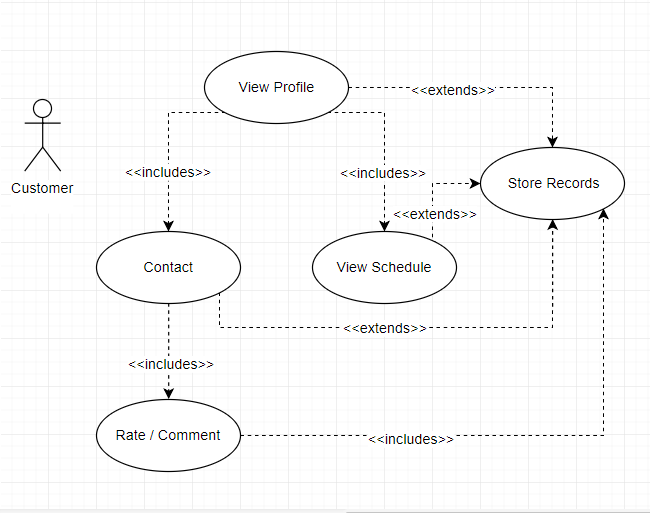 View Profile
<<extends>>
Customer
<<includes>>
<<includes>>
Store Records
<<extends>>
Contact
View Schedule
<<extends>>
<<includes>>
Rate / Comment
<<includes>>